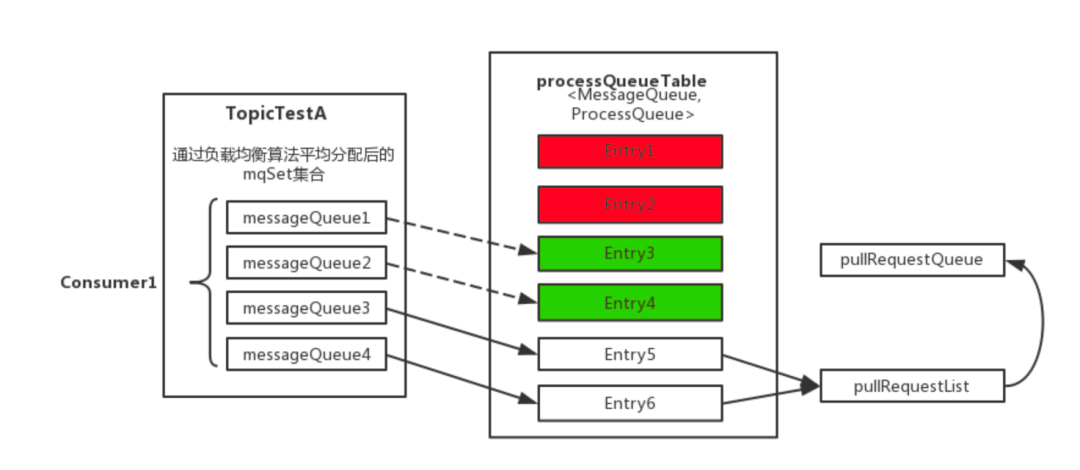 TopicTestA
通过负载均衡算法平均分配后的
mqSet集合
messageQueue1
messageQueue2
messageQueue3
messageQueue4
Consumer1
processQueueTable
<MessageQueue,
ProcessQueue>
Entry1
Entry2
Entry3
Entry4
Entry5
Entry6
pullRequestQueue
pullRequestList